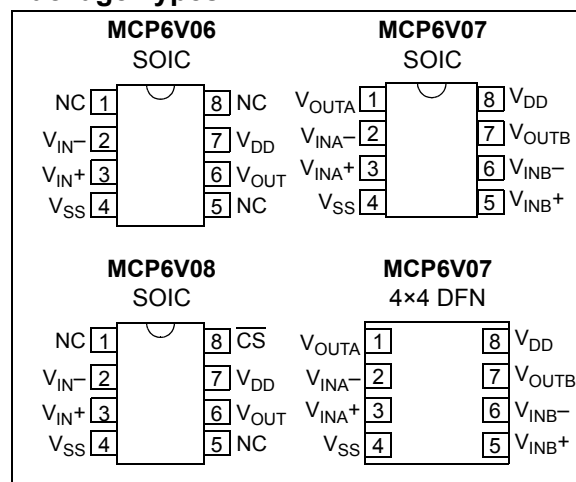 MCP6V06
SOIC
NC 1 8 NC
VIN– 2 7 VDD
VIN+ 3 6 VOUT
VSS 4 5 NC
MCP6V07
SOIC
VOUTA 1 8 VDD
VINA– 2 7 VOUTB
VINA+ 3 6 VINB–
VSS 4 5 VINB+
MCP6V08
SOIC
NC 1 8 C̅S̅
VIN– 2 7 VDD
VIN+ 3 6 VOUT
VSS 4 5 NC
MCP6V07
4×4 DFN
VOUTA 1 8 VDD
VINA– 2 7 VOUTB
VINA+ 3 6 VINB–
VSS 4 5 VINB+